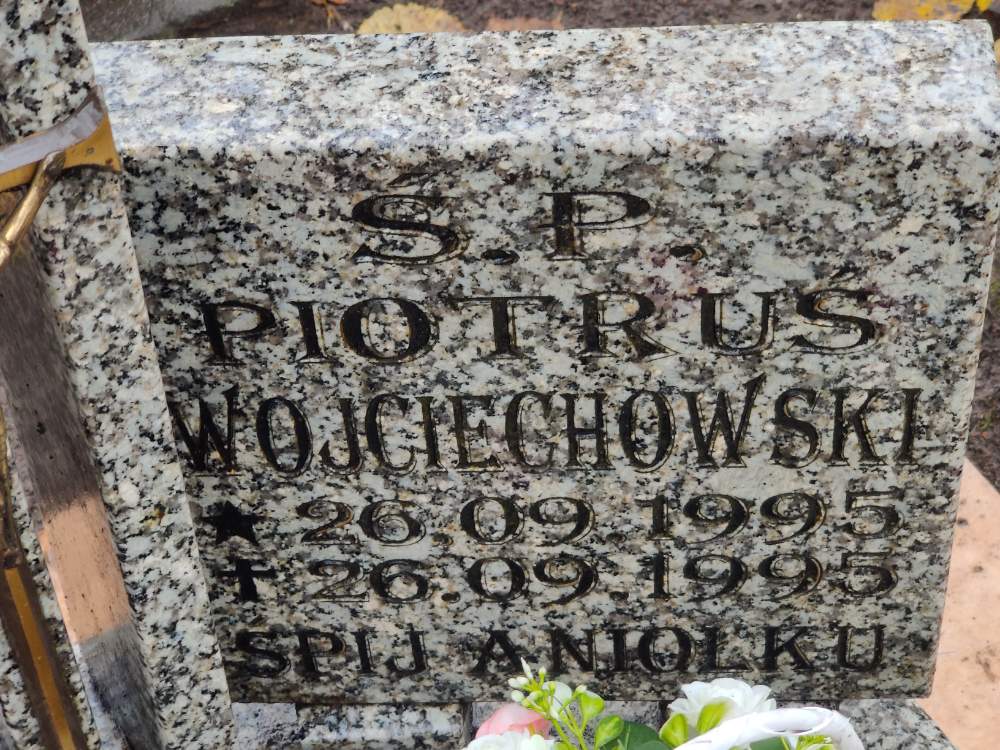 Ś.P.
PIOTRUŚ
WOJCIECHOWSKI
★ 26.09.1995
✝ 26.09.1995
SPIJ ANIOLKU